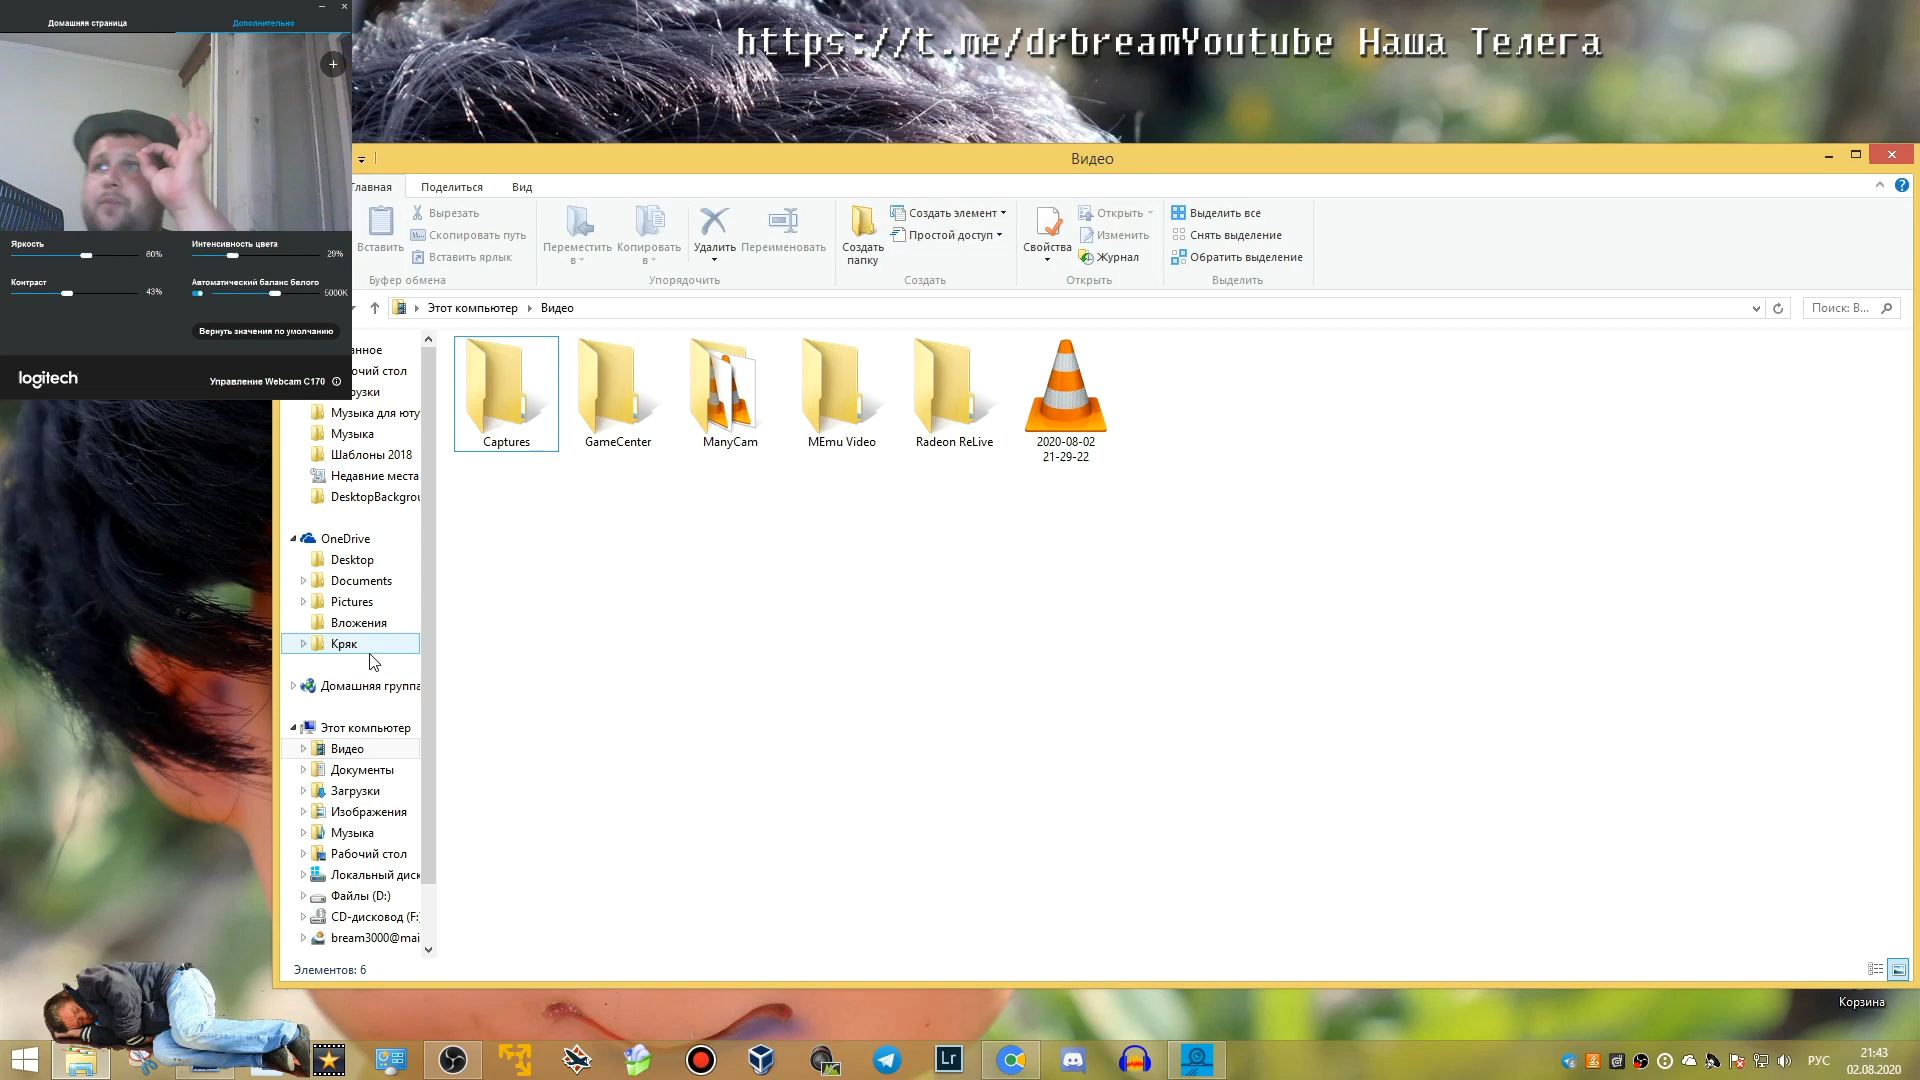 Домашняя страница
Дополнительно
https://t.me/drbreamYoutube Наша Телега
Видео
Главная
Поделиться
Вид
Вставить
Вырезать
Скопировать путь
Вставить ярлык
Буфер обмена
Переместить в
Копировать в
Удалить
Переименовать
Упорядочить
Создать папку
Создать элемент
Простой доступ
Создать
Свойства
Открыть
Изменить
Журнал
Открыть
Выделить все
Снять выделение
Обратить выделение
Выделить
Яркость
60%
Интенсивность цвета
29%
Контраст
43%
Автоматический баланс белого
5000K
Вернуть значения по умолчанию
logitech
Управление Webcam C170
Этот компьютер
Видео
Поиск: В...
анное
очий стол
рузки
Музыка для юту
Музыка
Шаблоны 2018
Недавние места
DesktopBackgrou
OneDrive
Desktop
Documents
Pictures
Вложения
Кряк
Домашняя группа
Этот компьютер
Видео
Документы
Загрузки
Изображения
Музыка
Рабочий стол
Локальный диск
Файлы (D:)
CD-дисковод (F:
bream3000@mai
Captures
GameCenter
ManyCam
MEmu Video
Radeon ReLive
2020-08-02
21-29-22
Элементов: 6
Корзина
Lr
РУС
21:43
02.08.2020